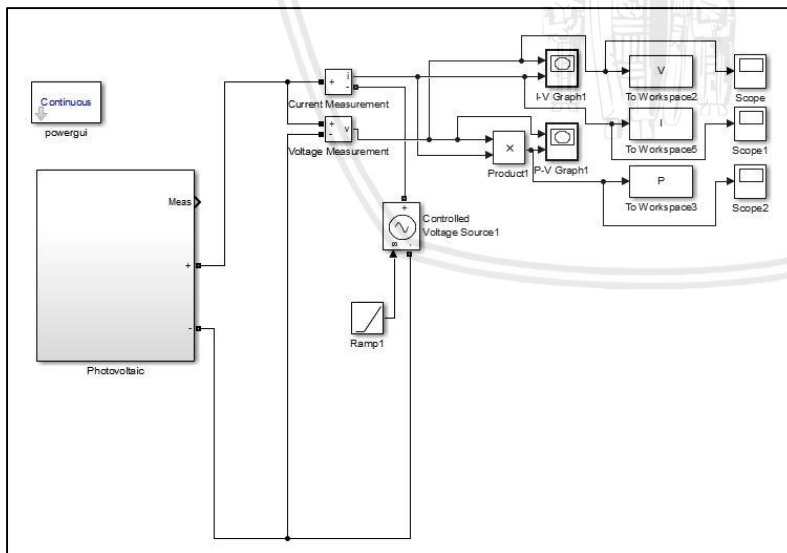 Continuous
powergui
Meas
+
-
Photovoltaic
+
i
-
Current Measurement
+
-
v
Voltage Measurement
×
Product1
I-V Graph1
P-V Graph1
V
To Workspace2
I
To Workspace5
P
To Workspace3
Scope
Scope1
Scope2
+
s
-
Controlled
Voltage Source1
Ramp1